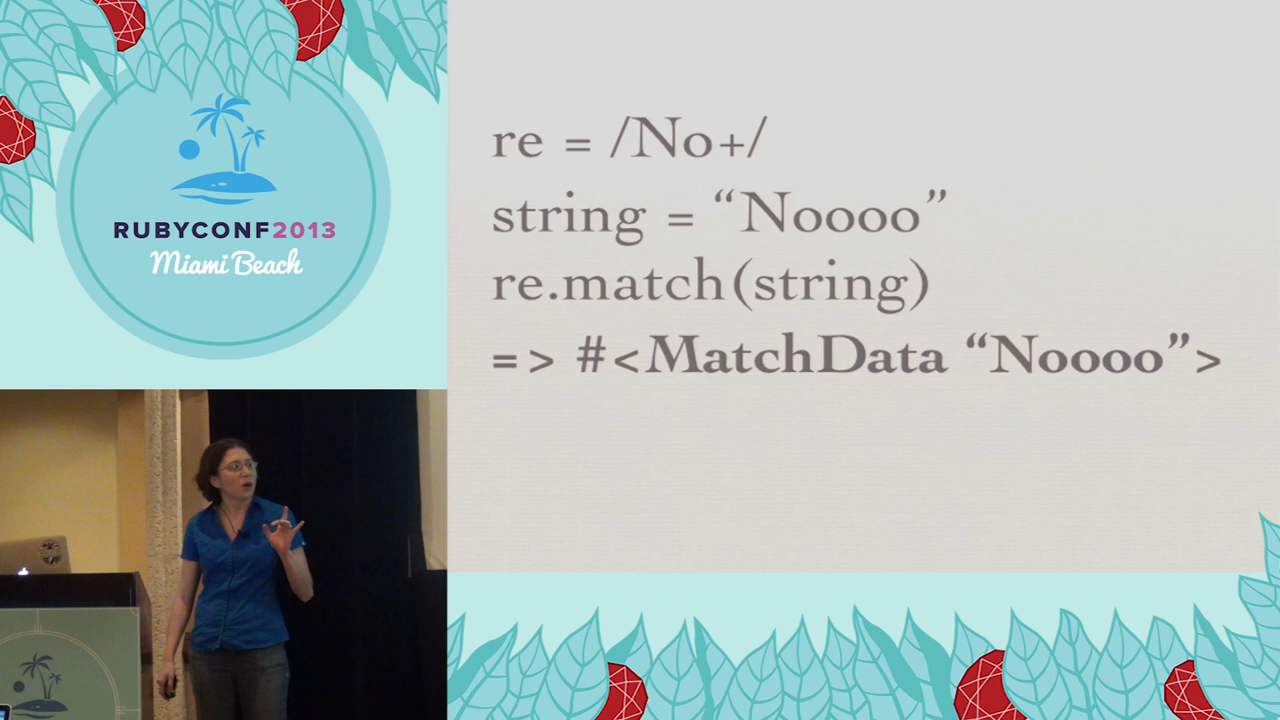 RUBYCONF2013
Miami Beach
re = /No+/
string = “Noooo”
re.match(string)
=> #<MatchData “Noooo”>